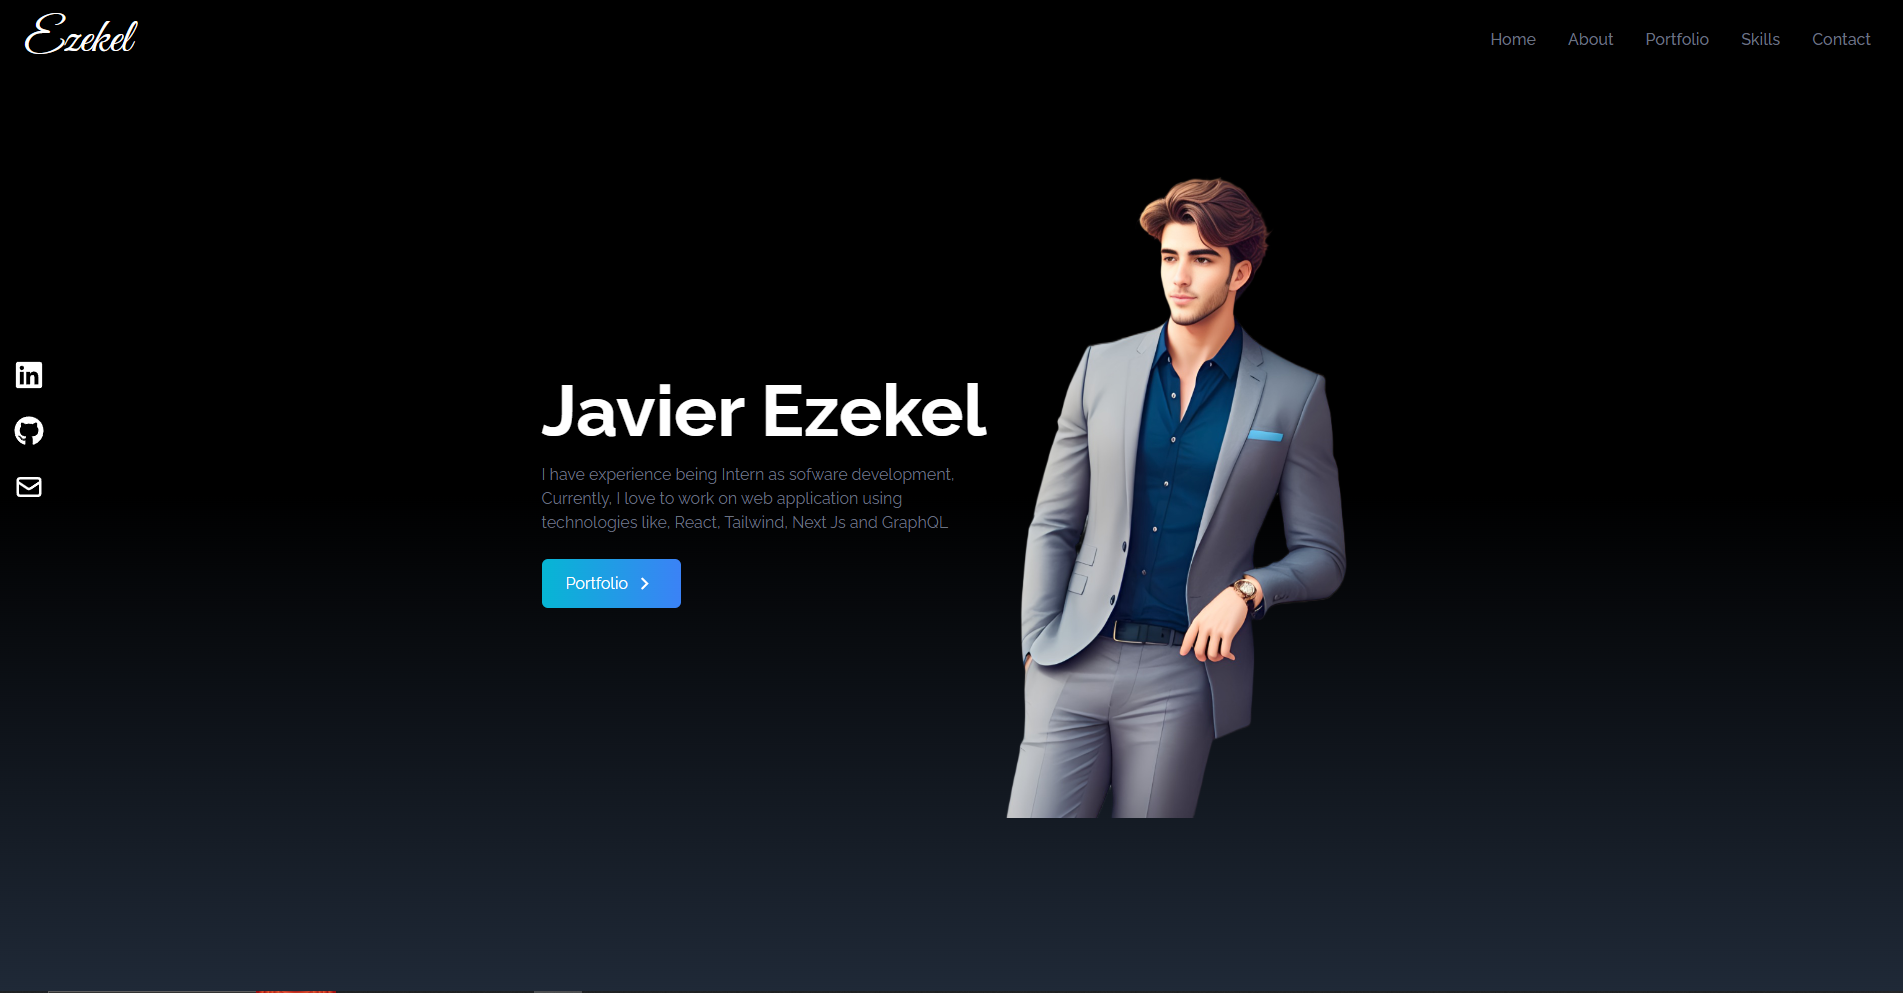 Ezekel
Home About Portfolio Skills Contact
in
Javier Ezekel
I have experience being Intern as sofware development,
Currently, I love to work on web application using
technologies like, React, Tailwind, Next Js and GraphQL
Portfolio